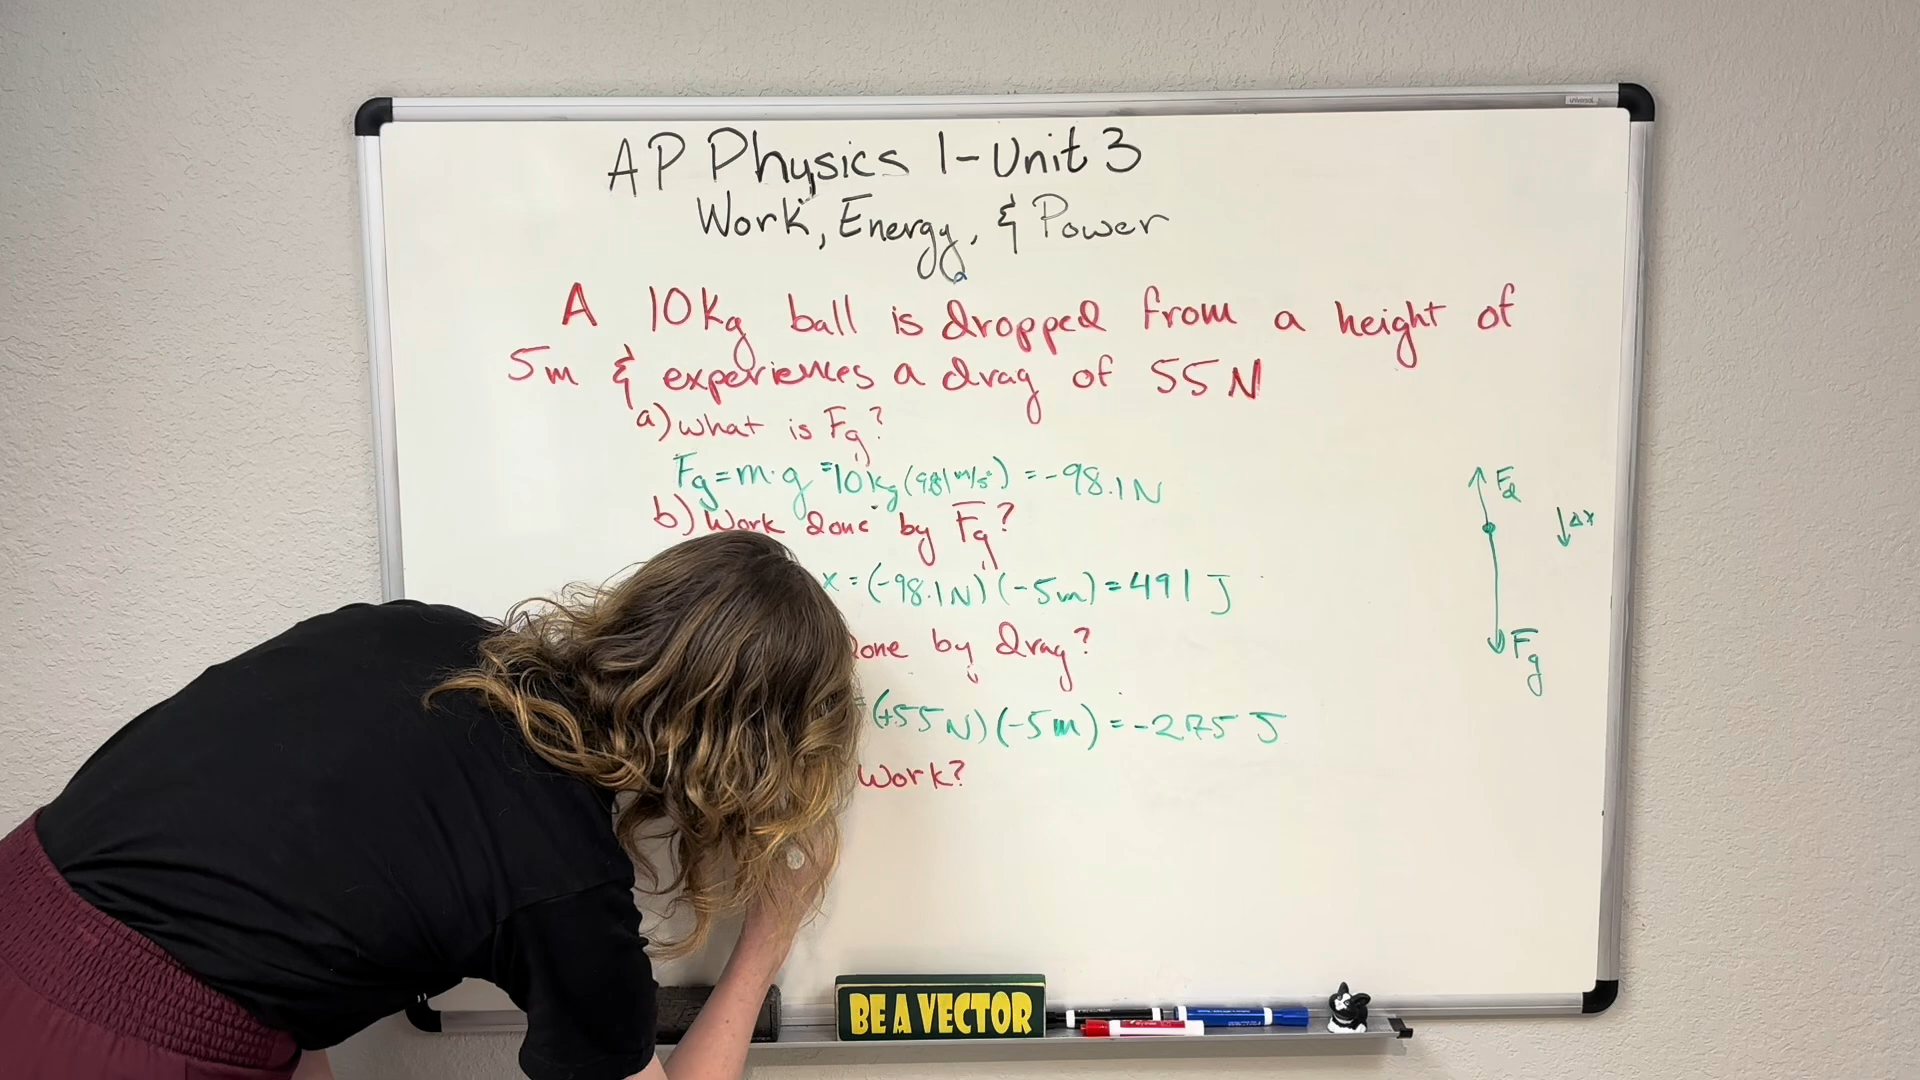 universal
AP Physics 1-Unit 3
Work, Energy, & Power
A 10kg ball is dropped from a height of
5m & experiences a drag of 55N
a) what is Fg?
Fg = m·g = 10kg (9.81 m/s²) = -98.1N
b) Work done by Fg?
x = (-98.1N)(-5m) = 491 J
done by drag?
= (+55N)(-5m) = -275 J
Work?
Fd
Δx
Fg
BE A VECTOR